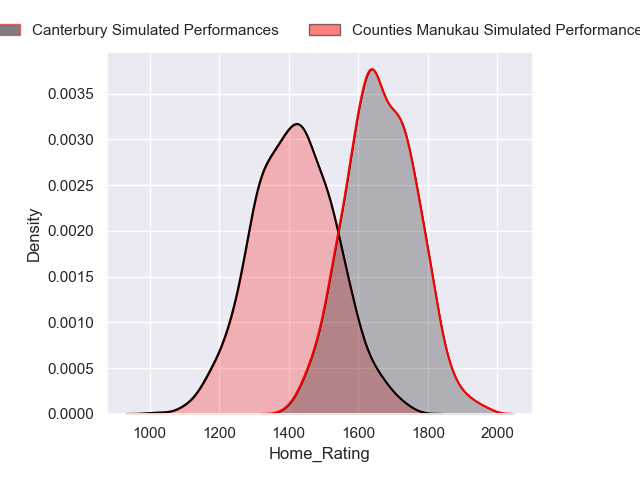 Canterbury Simulated Performances
Counties Manukau Simulated Performance
0.0035
0.0030
0.0025
0.0020
0.0015
0.0010
0.0005
0.0000
Density
1000 1200 1400 1600 1800 2000
Home_Rating